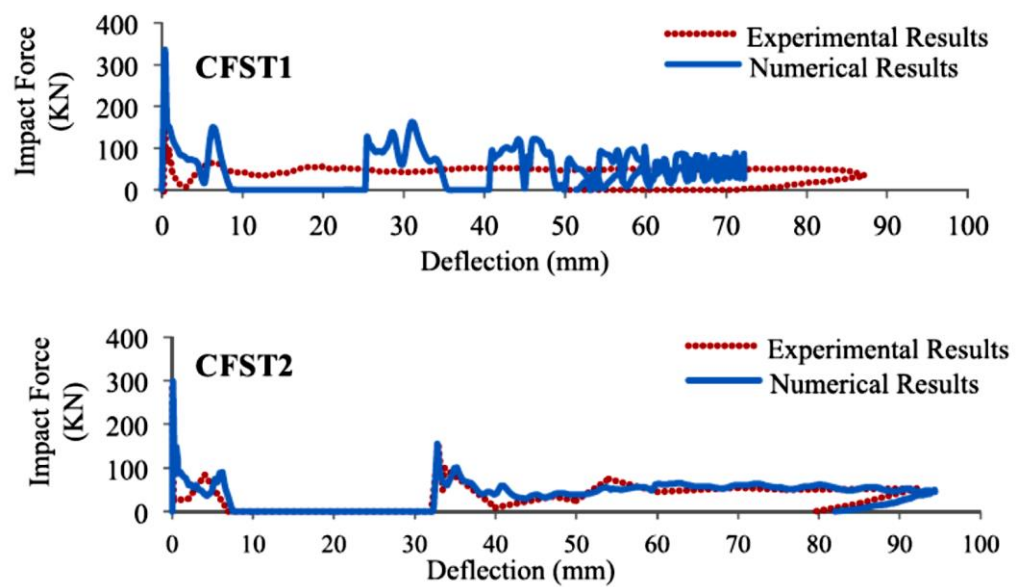 400
300
200
100
0
Impact Force
(KN)
CFST1
Experimental Results
Numerical Results
0 10 20 30 40 50 60 70 80 90 100
Deflection (mm)
400
300
200
100
0
Impact Force
(KN)
CFST2
Experimental Results
Numerical Results
0 10 20 30 40 50 60 70 80 90 100
Deflection (mm)